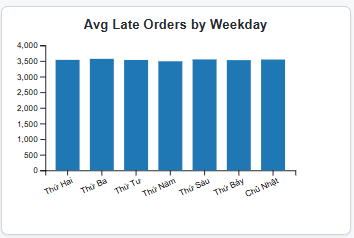 Avg Late Orders by Weekday
4,000
3,500
3,000
2,500
2,000
1,500
1,000
500
0
Thứ Hai
Thứ Ba
Thứ Tư
Thứ Năm
Thứ Sáu
Thứ Bảy
Chủ Nhật